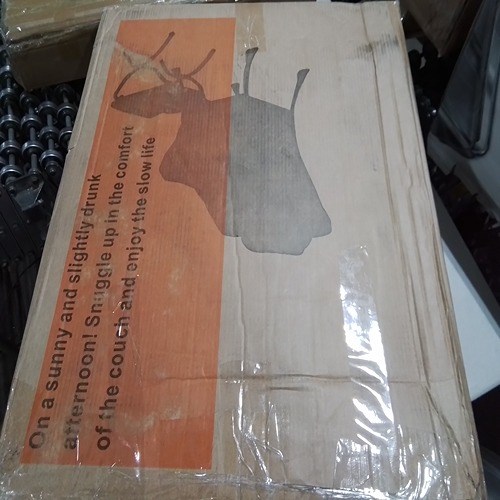 On a sunny and slightly drunk
afternoon! Snuggle up in the comfort
of the couch and enjoy the slow life